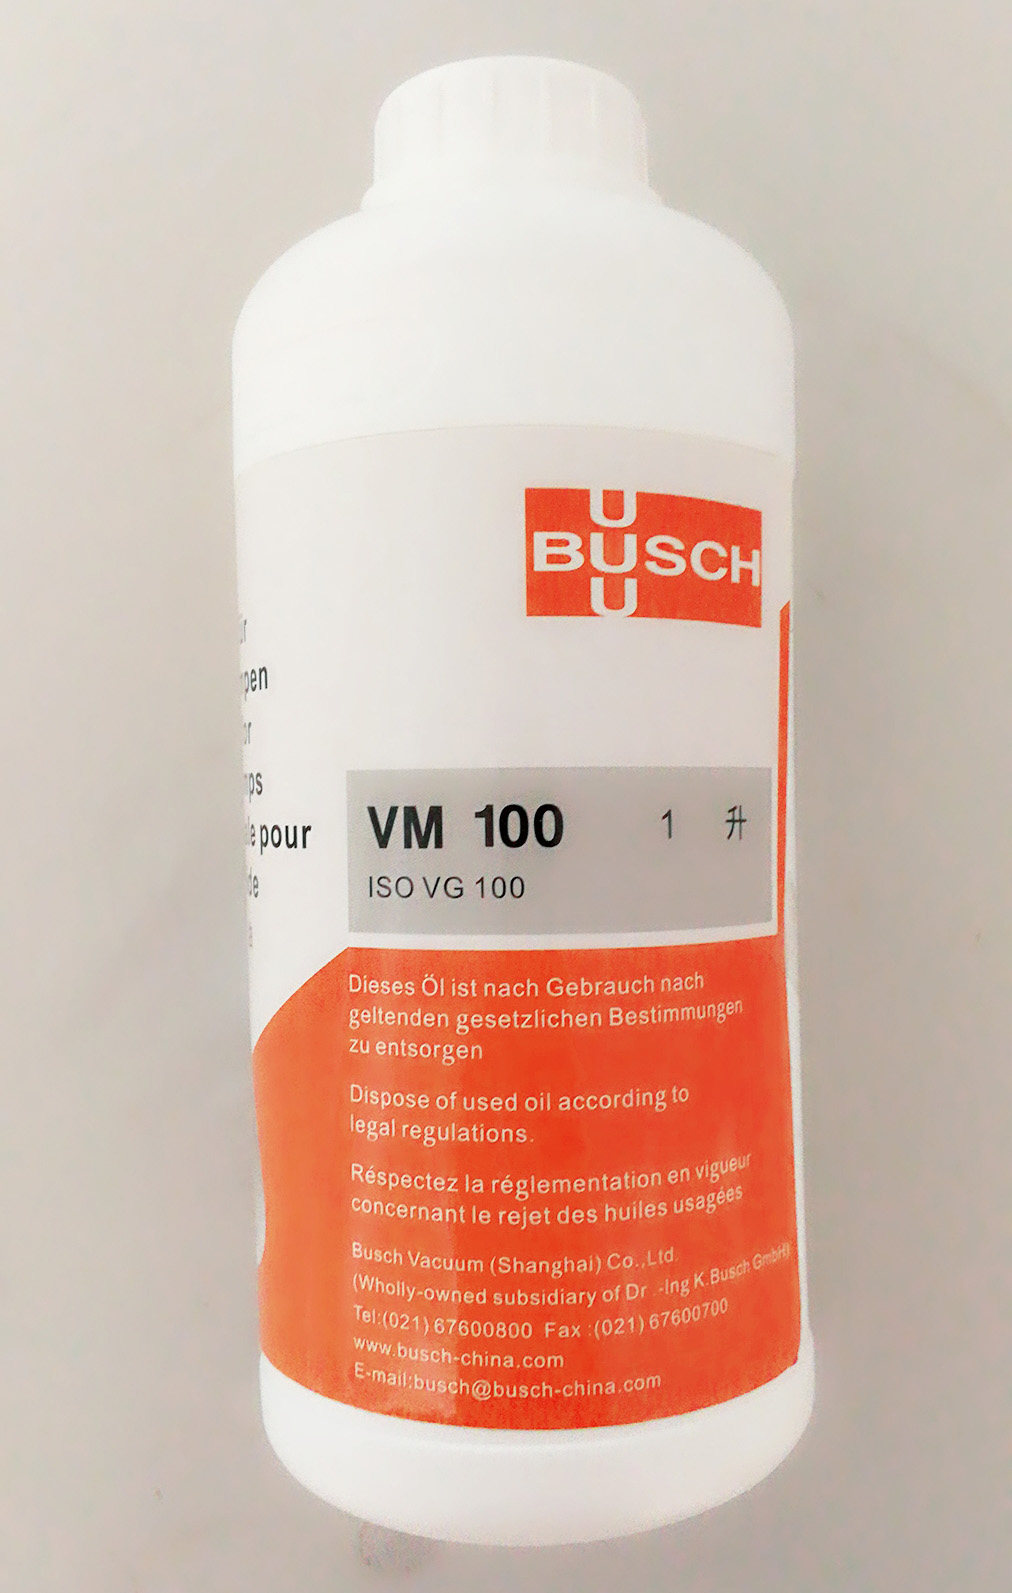 BUSCH
U
U
pour
VM 100 1 升
ISO VG 100
Dieses Öl ist nach Gebrauch nach
geltenden gesetzlichen Bestimmungen
zu entsorgen
Dispose of used oil according to
legal regulations.
Réspectez la réglementation en vigueur
concernant le rejet des huiles usagées
Busch Vacuum (Shanghai) Co.,Ltd
(Wholly-owned subsidiary of Dr .-Ing K.Busch GmbH)
Tel:(021) 67600800 Fax :(021) 67600700
www.busch-china.com
E-mail:busch@busch-china.com